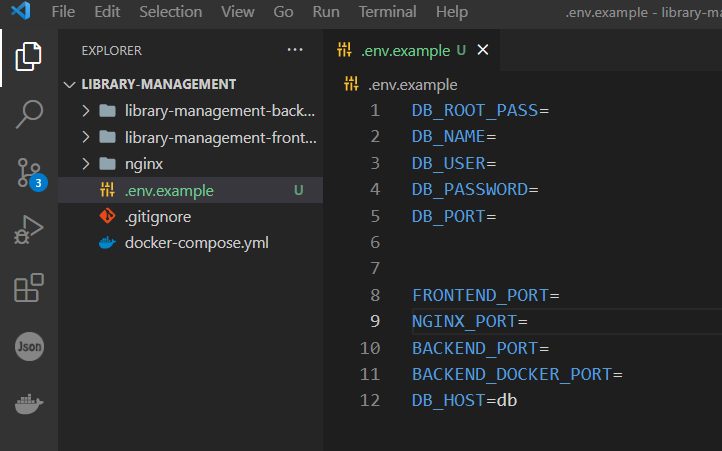 File Edit Selection View Go Run Terminal Help .env.example - library-ma
EXPLORER ...
.env.example U
LIBRARY-MANAGEMENT
library-management-back...
library-management-front...
nginx
.env.example U
.gitignore
docker-compose.yml
3
Json
.env.example
1 DB_ROOT_PASS=
2 DB_NAME=
3 DB_USER=
4 DB_PASSWORD=
5 DB_PORT=
6
7
8 FRONTEND_PORT=
9 NGINX_PORT=
10 BACKEND_PORT=
11 BACKEND_DOCKER_PORT=
12 DB_HOST=db